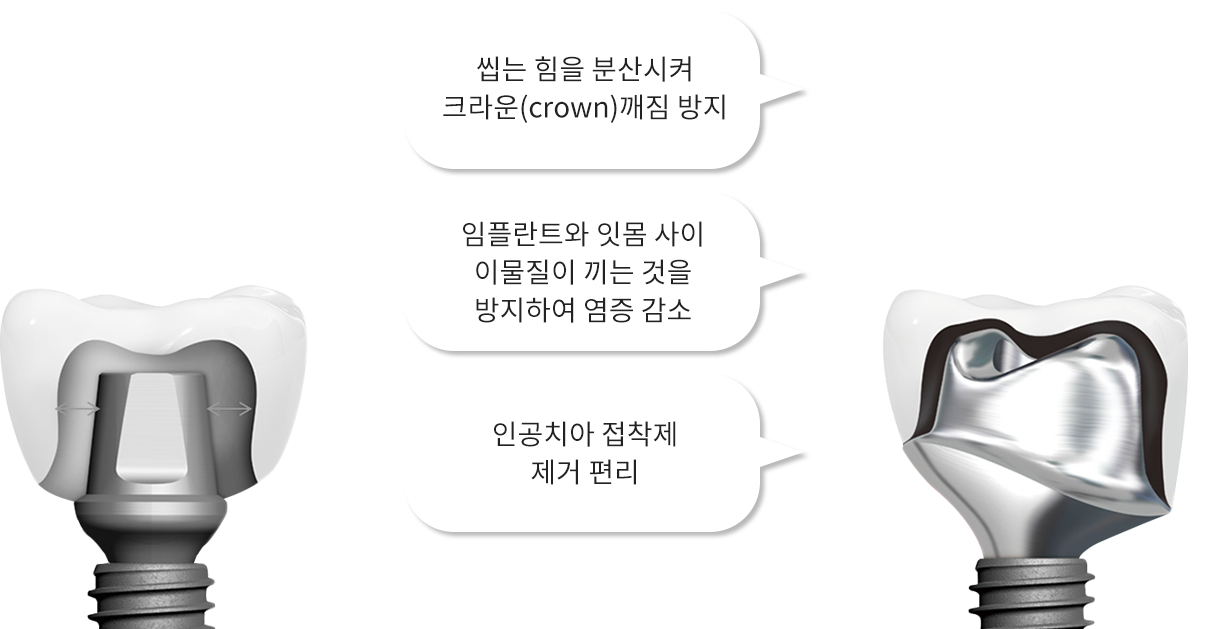 씹는 힘을 분산시켜
크라운(crown)깨짐 방지
임플란트와 잇몸 사이
이물질이 끼는 것을
방지하여 염증 감소
인공치아 접착제
제거 편리